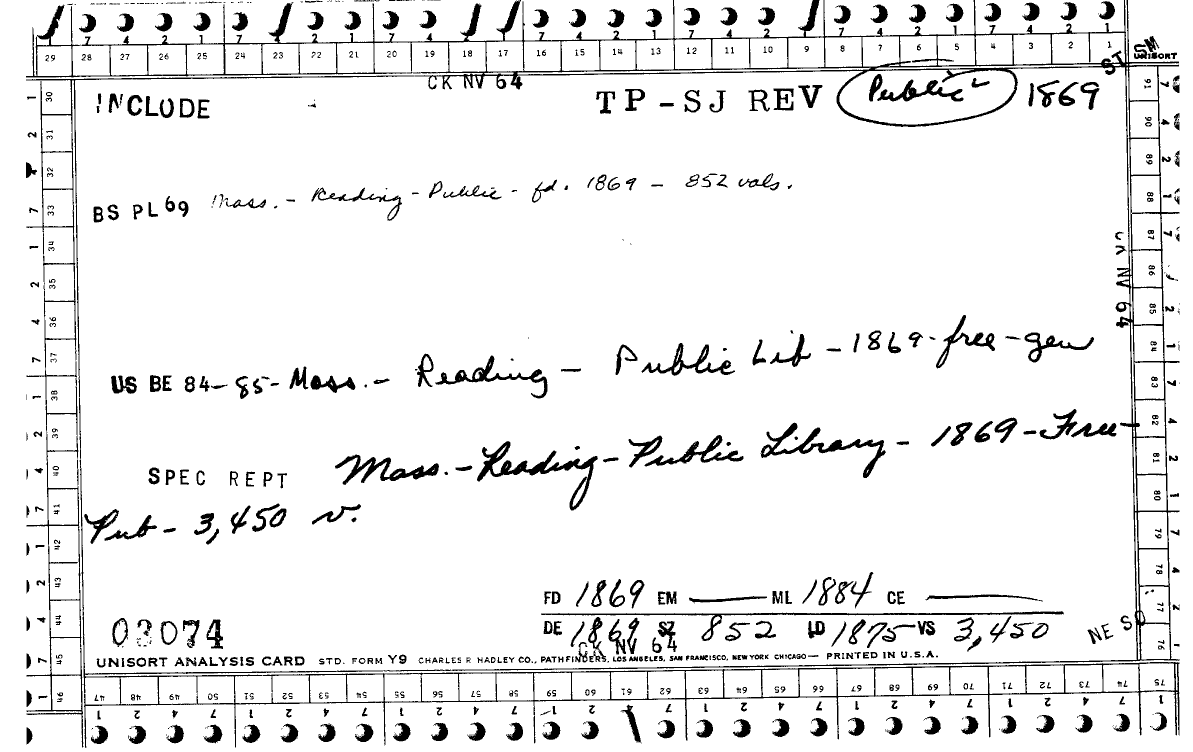 7 4 2 1 7 2 1 7 4 1 7 4 2 1 7 4 2 1 7 4 2 1
29 28 27 26 25 24 23 22 21 20 19 18 17 16 15 14 13 12 11 10 9 8 7 6 5 4 3 2 1
SM
UNISORT
ST
CK NV 64
INCLUDE
TP-SJ REV Public 1869
BS PL 69 Mass. - Reading - Public - fd. 1869 - 852 vols.
CK NV 64
US BE 84-85- Mass. - Reading - Public Lib - 1869-free-gen
SPEC REPT Mass. - Reading - Public Library - 1869 - Free -
Pub - 3,450 v.
FD 1869 EM — ML 1884 CE —
03074
DE 1869 SZ 852 LD 1875 VS 3,450
CK NV 64
NE SD
UNISORT ANALYSIS CARD STD. FORM Y9 CHARLES R. HADLEY CO., PATHFINDERS, LOS ANGELES, SAN FRANCISCO, NEW YORK CHICAGO — PRINTED IN U.S.A.
30 31 32 33 34 35 36 37 38 39 40 41 42 43 44 45 46
91 90 89 88 87 86 85 84 83 82 81 80 79 78 77 76
47 48 49 50 51 52 53 54 55 56 57 58 59 60 61 62 63 64 65 66 67 68 69 70 71 72 73 74 75